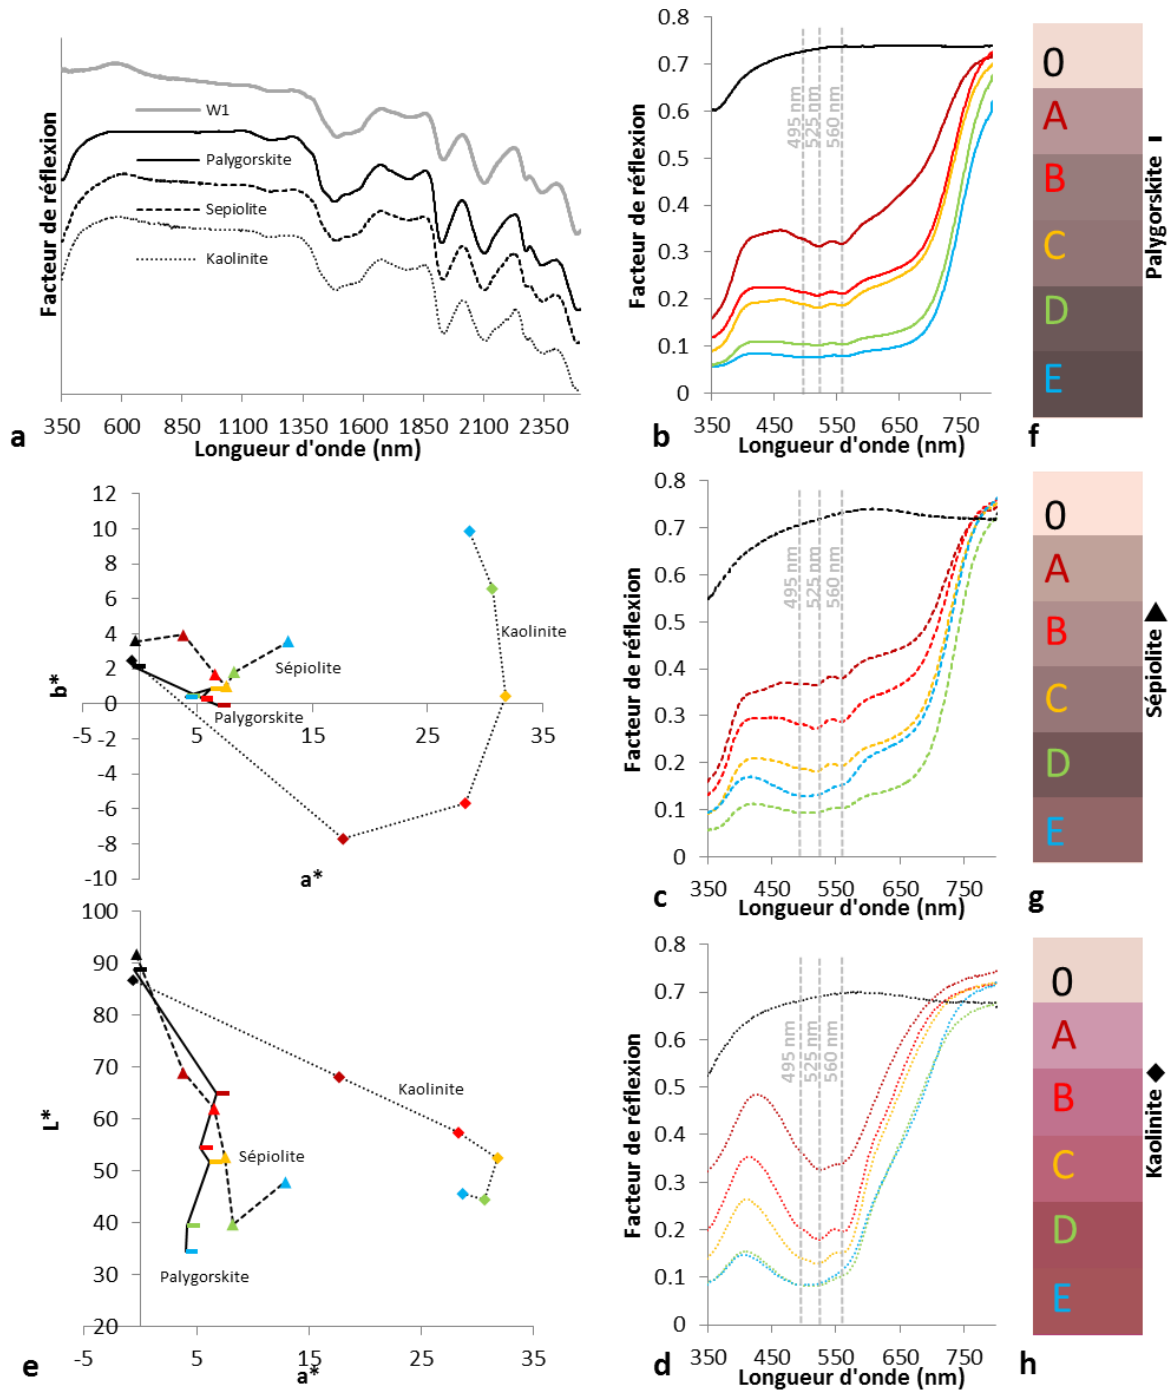 Facteur de réflexion
W1
Palygorskite
Sepiolite
Kaolinite
350 600 850 1100 1350 1600 1850 2100 2350
Longueur d'onde (nm)
a
Facteur de réflexion
0.8
0.7
0.6
0.5
0.4
0.3
0.2
0.1
0
495 nm
525 nm
560 nm
350 450 550 650 750
Longueur d'onde (nm)
b
0
A
B
C
D
E
Palygorskite
f
b*
12
10
8
6
4
2
0
-2
-4
-6
-8
-10
-5 5 15 25 35
Kaolinite
Sépiolite
Palygorskite
a*
Facteur de réflexion
0.8
0.7
0.6
0.5
0.4
0.3
0.2
0.1
0
495 nm
525 nm
560 nm
350 450 550 650 750
Longueur d'onde (nm)
c
0
A
B
C
D
E
Sépiolite
g
L*
100
90
80
70
60
50
40
30
20
Kaolinite
Sépiolite
Palygorskite
-5 5 15 25 35
a*
e
Facteur de réflexion
0.8
0.7
0.6
0.5
0.4
0.3
0.2
0.1
0
495 nm
525 nm
560 nm
350 450 550 650 750
Longueur d'onde (nm)
d
0
A
B
C
D
E
Kaolinite
h